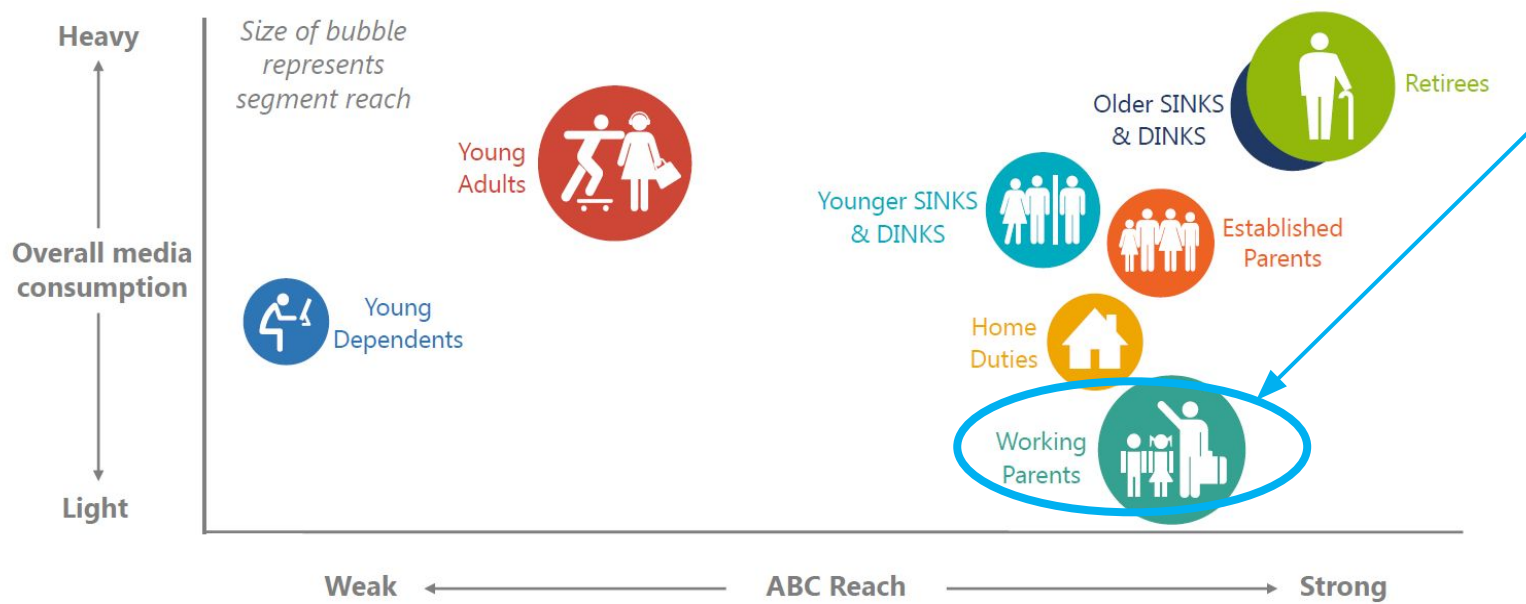 Heavy
Size of bubble
represents
segment reach
Older SINKS
& DINKS
Retirees
Young
Adults
Younger SINKS
& DINKS
Established
Parents
Overall media
consumption
Young
Dependents
Home
Duties
Working
Parents
Light
Weak
ABC Reach
Strong